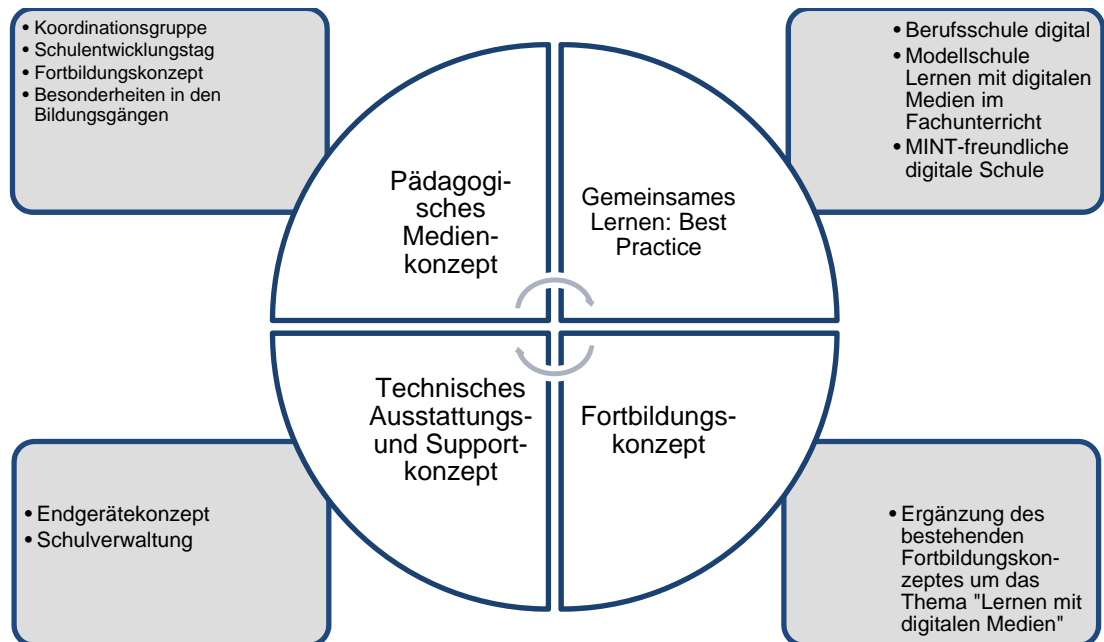 • Koordinationsgruppe
• Schulentwicklungstag
• Fortbildungskonzept
• Besonderheiten in den
Bildungsgängen
• Berufsschule digital
• Modellschule
Lernen mit digitalen
Medien im
Fachunterricht
• MINT-freundliche
digitale Schule
Pädagogi-
sches
Medien-
konzept
Gemeinsames
Lernen: Best
Practice
Technisches
Ausstattungs-
und Support-
konzept
Fortbildungs-
konzept
• Endgerätekonzept
• Schulverwaltung
• Ergänzung des
bestehenden
Fortbildungskon-
zeptes um das
Thema "Lernen mit
digitalen Medien"